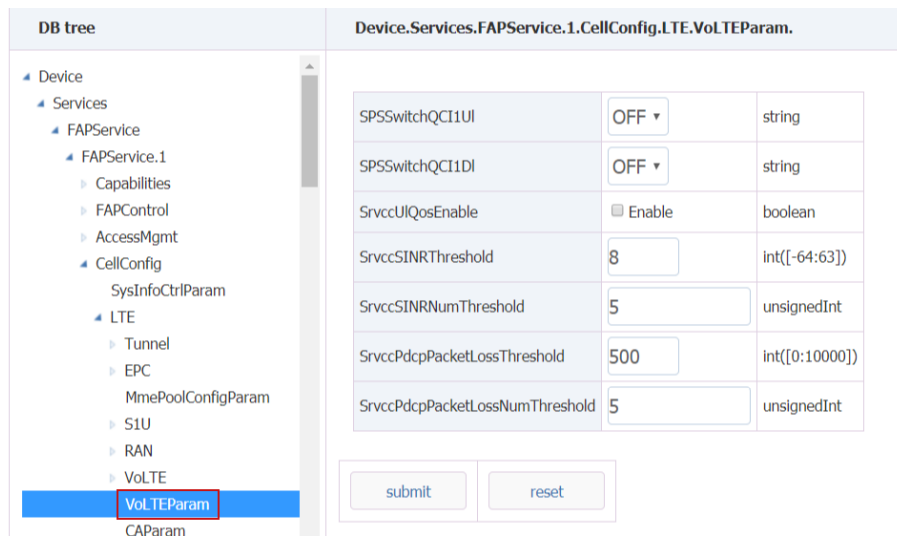 DB tree
Device.Services.FAPService.1.CellConfig.LTE.VoLTEParam.
Device
Services
FAPService
FAPService.1
Capabilities
FAPControl
AccessMgmt
CellConfig
SysInfoCtrlParam
LTE
Tunnel
EPC
MmePoolConfigParam
S1U
RAN
VoLTE
VoLTEParam
CAParam
SPSSwitchQCI1Ul OFF string
SPSSwitchQCI1Dl OFF string
SrvccUlQosEnable Enable boolean
SrvccSINRThreshold 8 int([-64:63])
SrvccSINRNumThreshold 5 unsignedInt
SrvccPdcpPacketLossThreshold 500 int([0:10000])
SrvccPdcpPacketLossNumThreshold 5 unsignedInt
submit reset